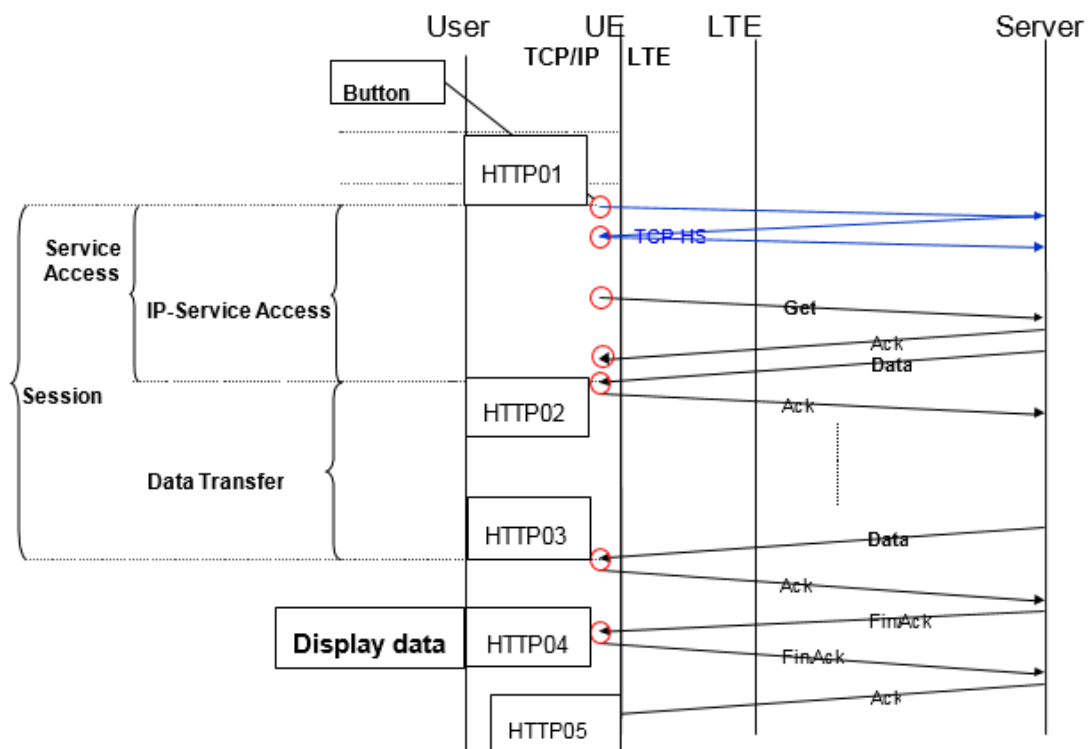 User UE LTE Server
TCP/IP LTE
Button
HTTP01
TCP HS
Service
Access
IP-Service Access
Get
Ack
Data
Session
HTTP02
Ack
Data Transfer
HTTP03
Data
Ack
FinAck
Display data
HTTP04
FinAck
Ack
HTTP05